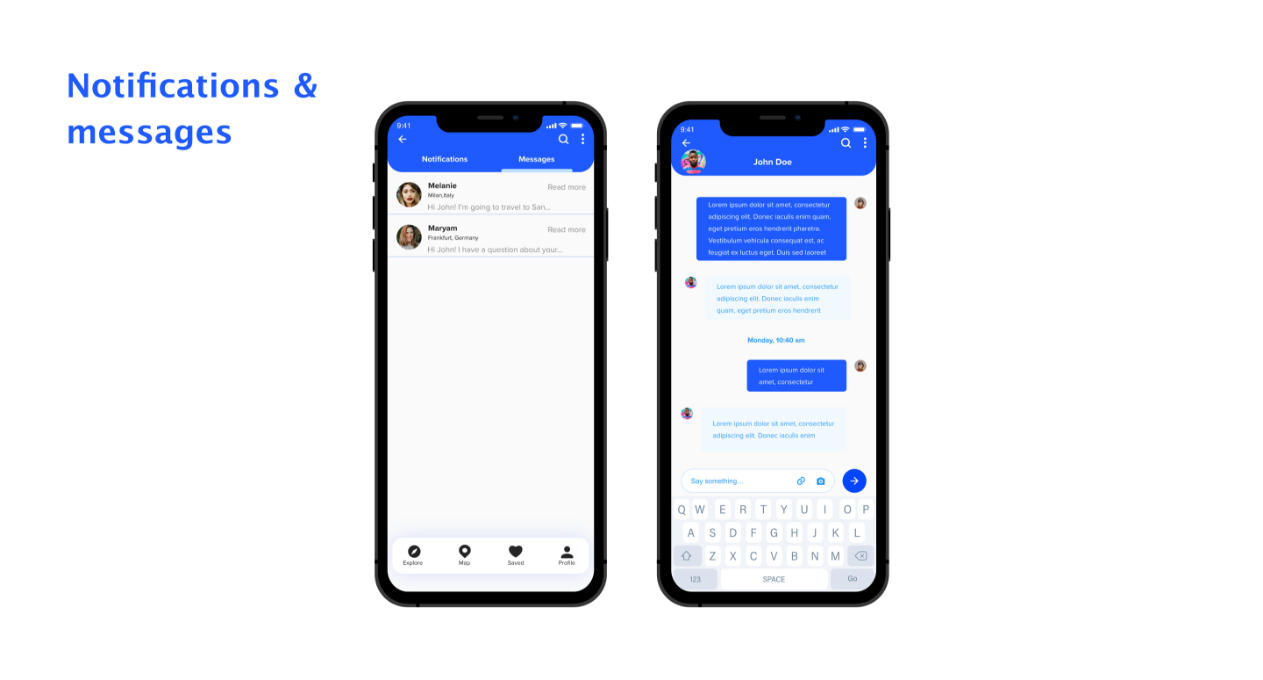 Notifications &
messages
9:41
Notifications Messages
Melanie
Read more
Milan,Italy
Hi John! I'm going to travel to San...
Maryam
Read more
Frankfurt, Germany
Hi John! I have a question about your...
Explore Map Saved Profile
9:41
John Doe
Lorem ipsum dolor sit amet, consectetur
adipiscing elit. Donec iaculis enim quam,
eget pretium eros hendrerit pharetra.
Vestibulum vehicula consequat est, ac
feugiat ex luctus eget. Duis sed laoreet
Lorem ipsum dolor sit amet, consectetur
adipiscing elit. Donec iaculis enim
quam, eget pretium eros hendrerit
Monday, 10:40 am
Lorem ipsum dolor sit
amet, consectetur
Lorem ipsum dolor sit amet, consectetur
adipiscing elit. Donec iaculis enim
Say something...
Q W E R T Y U I O P
A S D F G H J K L
Z X C V B N M
123 SPACE Go